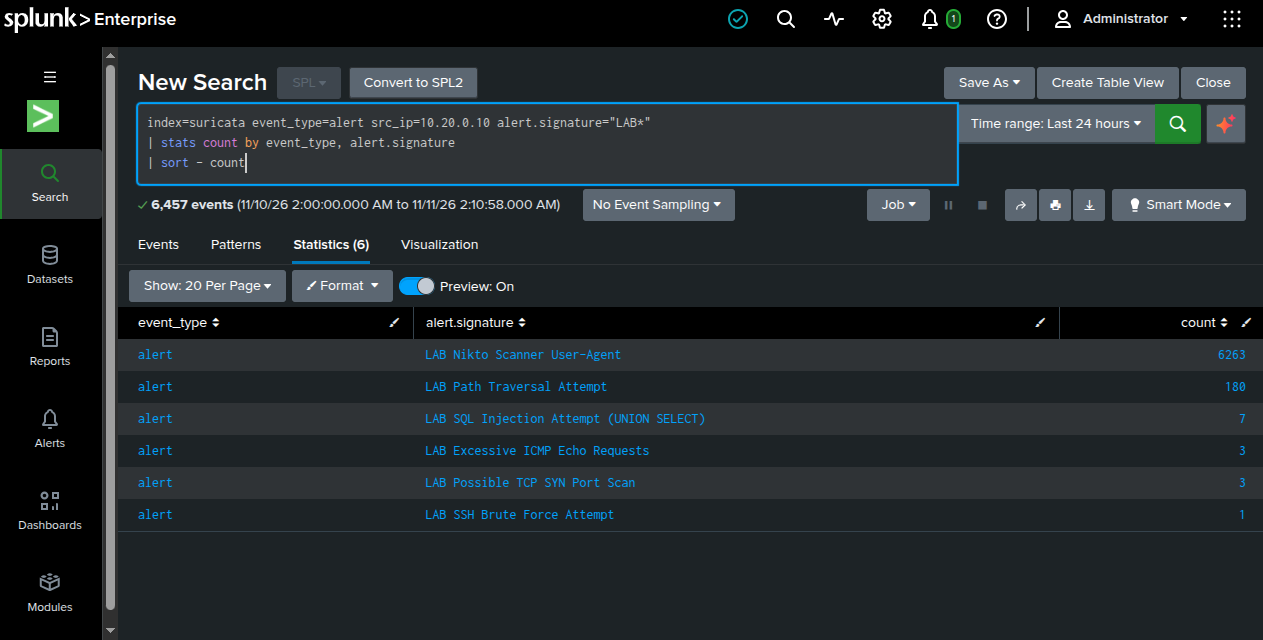 splunk> Enterprise
1
Administrator
New Search
SPL
Convert to SPL2
Save As
Create Table View
Close
index=suricata event_type=alert src_ip=10.20.0.10 alert.signature="LAB*"
| stats count by event_type, alert.signature
| sort - count
Time range: Last 24 hours
6,457 events (11/10/26 2:00:00.000 AM to 11/11/26 2:10:58.000 AM)
No Event Sampling
Job
Smart Mode
Events
Patterns
Statistics (6)
Visualization
Show: 20 Per Page
Format
Preview: On
event_type alert.signature count
alert LAB Nikto Scanner User-Agent 6263
alert LAB Path Traversal Attempt 180
alert LAB SQL Injection Attempt (UNION SELECT) 7
alert LAB Excessive ICMP Echo Requests 3
alert LAB Possible TCP SYN Port Scan 3
alert LAB SSH Brute Force Attempt 1
Search
Datasets
Reports
Alerts
Dashboards
Modules